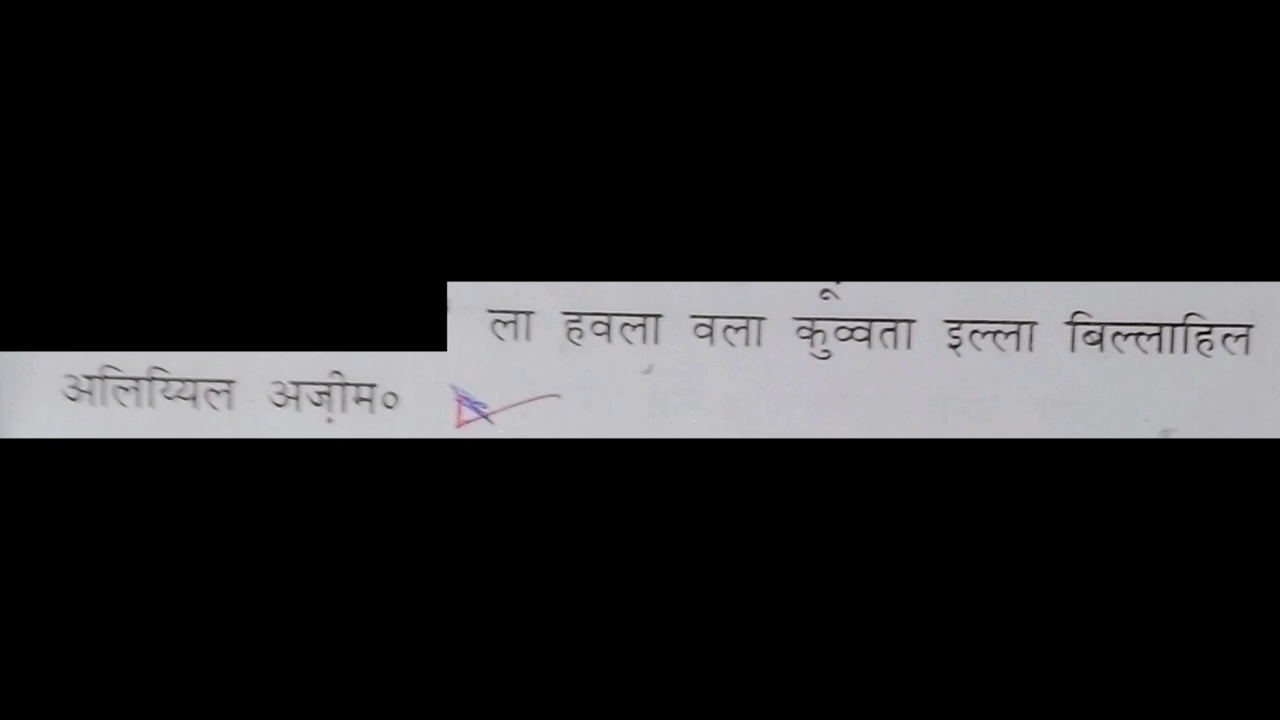 ला हवला वला कुव्वता इल्ला बिल्लाहिल
अलिय्यिल अज़ीम०